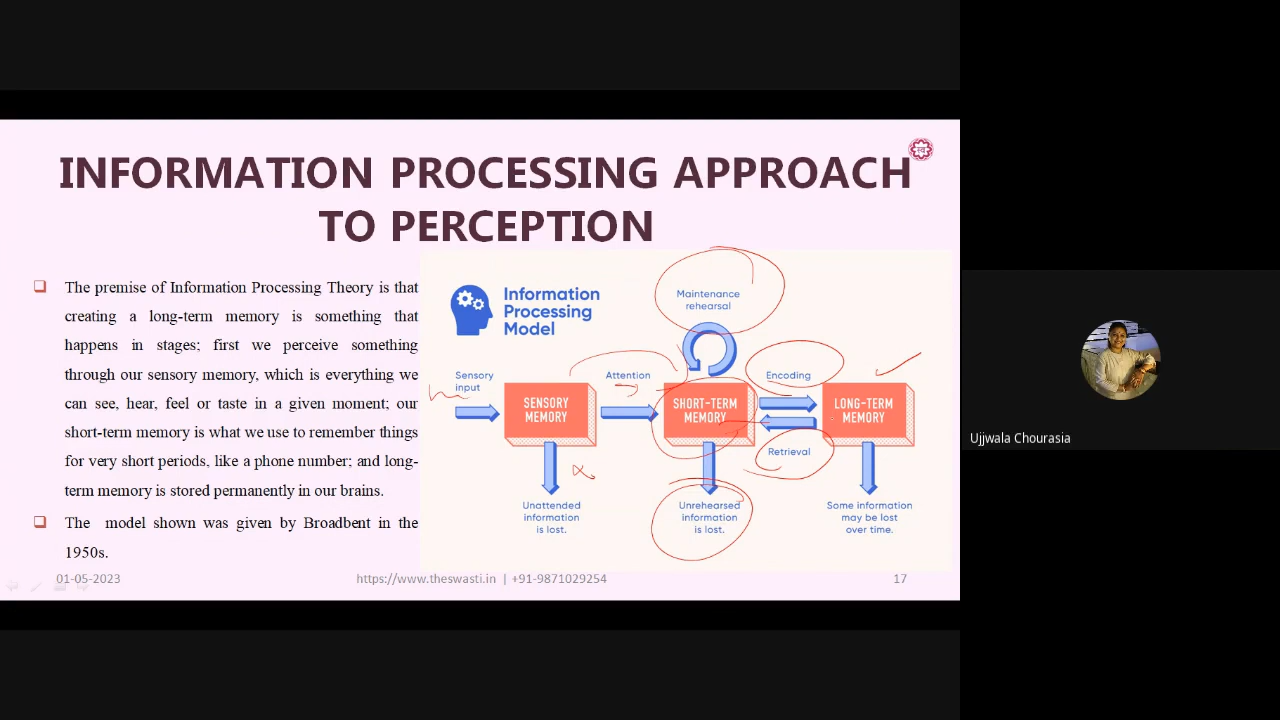 INFORMATION PROCESSING APPROACH
TO PERCEPTION
The premise of Information Processing Theory is that
creating a long-term memory is something that
happens in stages; first we perceive something
through our sensory memory, which is everything we
can see, hear, feel or taste in a given moment; our
short-term memory is what we use to remember things
for very short periods, like a phone number; and long-
term memory is stored permanently in our brains.
The model shown was given by Broadbent in the
1950s.
Information
Processing
Model
Maintenance
rehearsal
Sensory
input
Attention
Encoding
SENSORY
MEMORY
SHORT-TERM
MEMORY
LONG-TERM
MEMORY
Retrieval
Unattended
information
is lost.
Unrehearsed
information
is lost.
Some information
may be lost
over time.
01-05-2023
https://www.theswasti.in | +91-9871029254
17
Ujjwala Chourasia